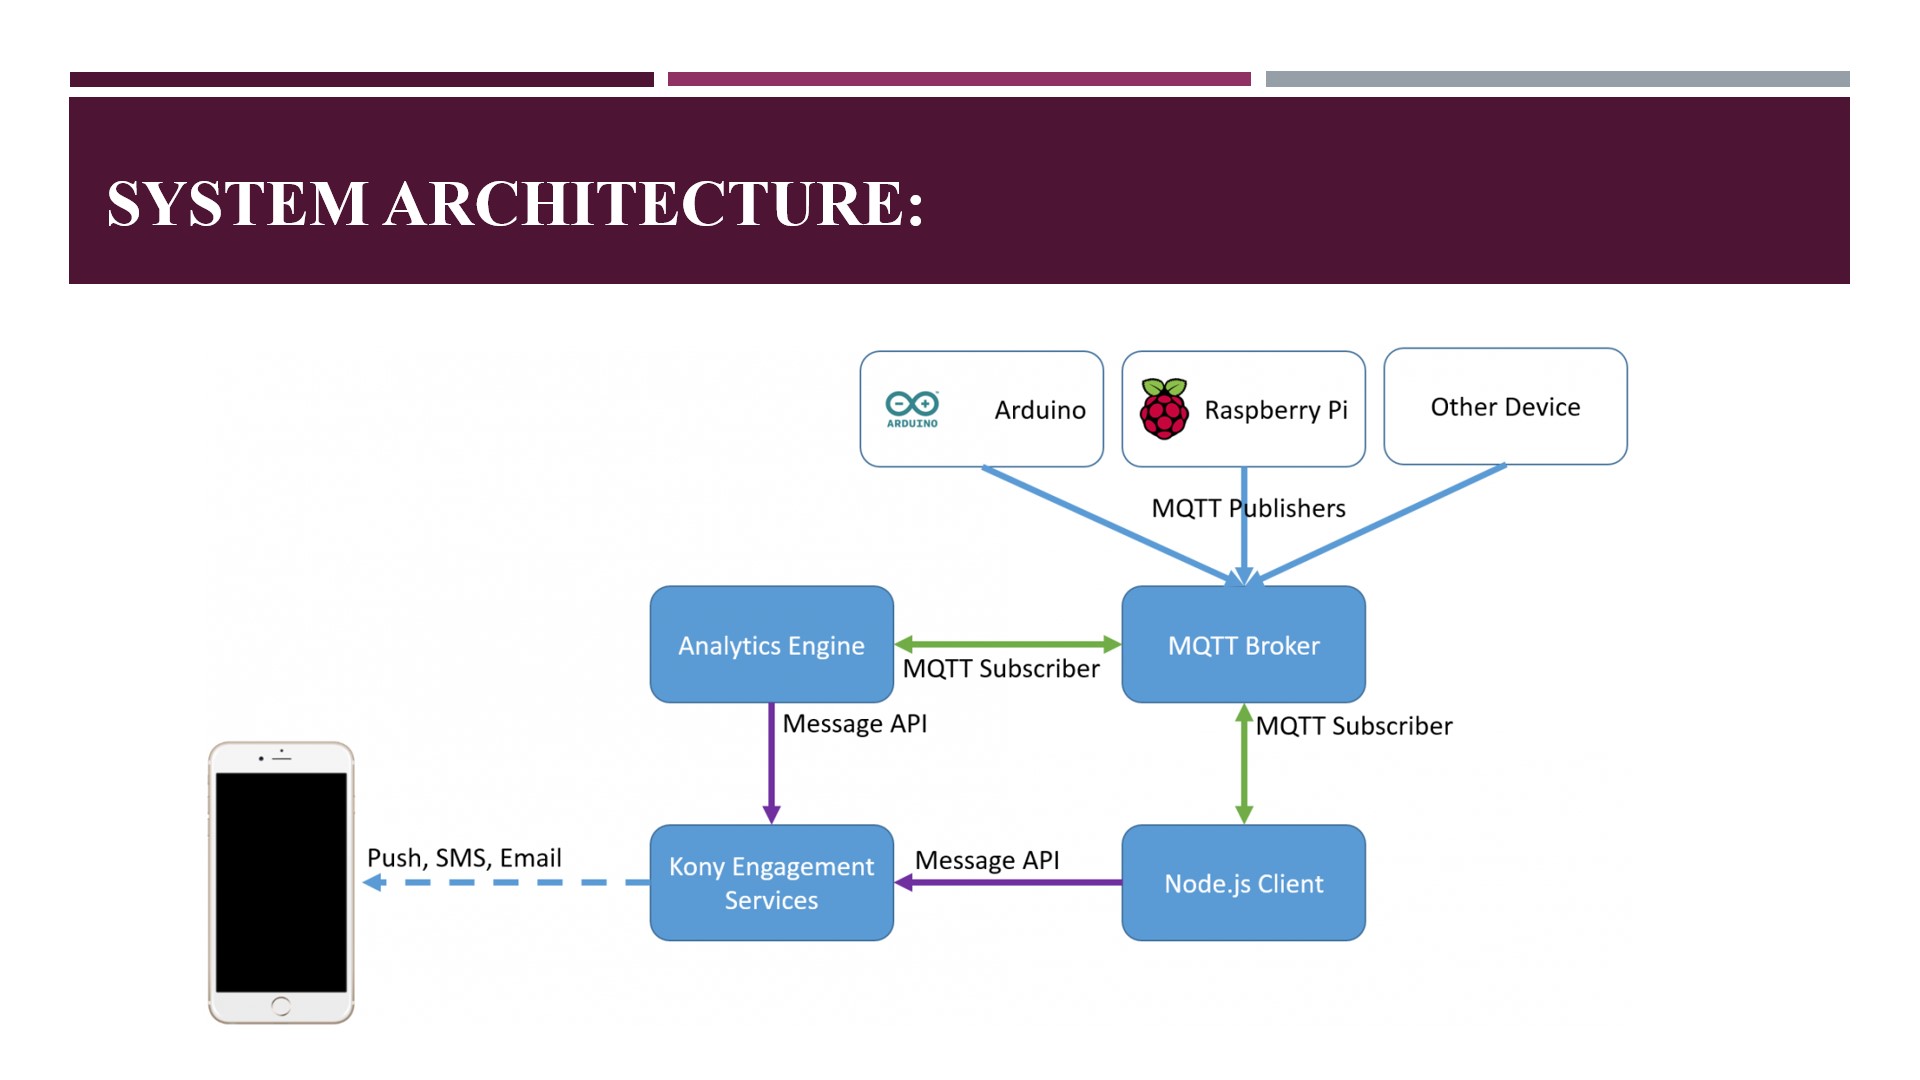 SYSTEM ARCHITECTURE:
ARDUINO
Arduino
Raspberry Pi
Other Device
MQTT Publishers
Analytics Engine
MQTT Subscriber
MQTT Broker
Message API
MQTT Subscriber
Push, SMS, Email
Kony Engagement
Services
Message API
Node.js Client